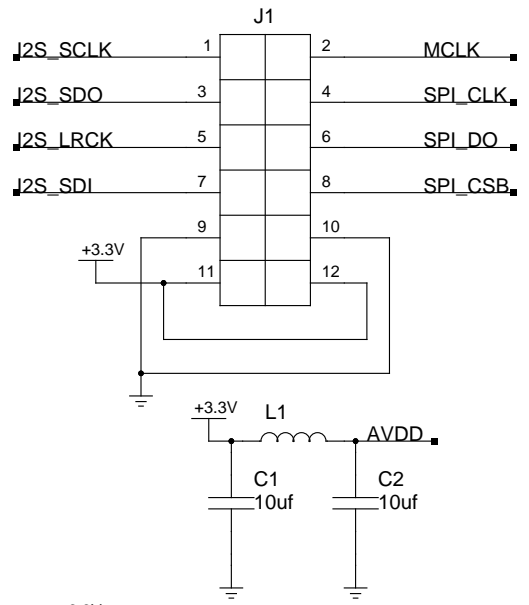 J1
I2S_SCLK 1 2 MCLK
I2S_SDO 3 4 SPI_CLK
I2S_LRCK 5 6 SPI_DO
I2S_SDI 7 8 SPI_CSB
9 10
+3.3V
11 12
+3.3V L1
AVDD
C1 C2
10uf 10uf